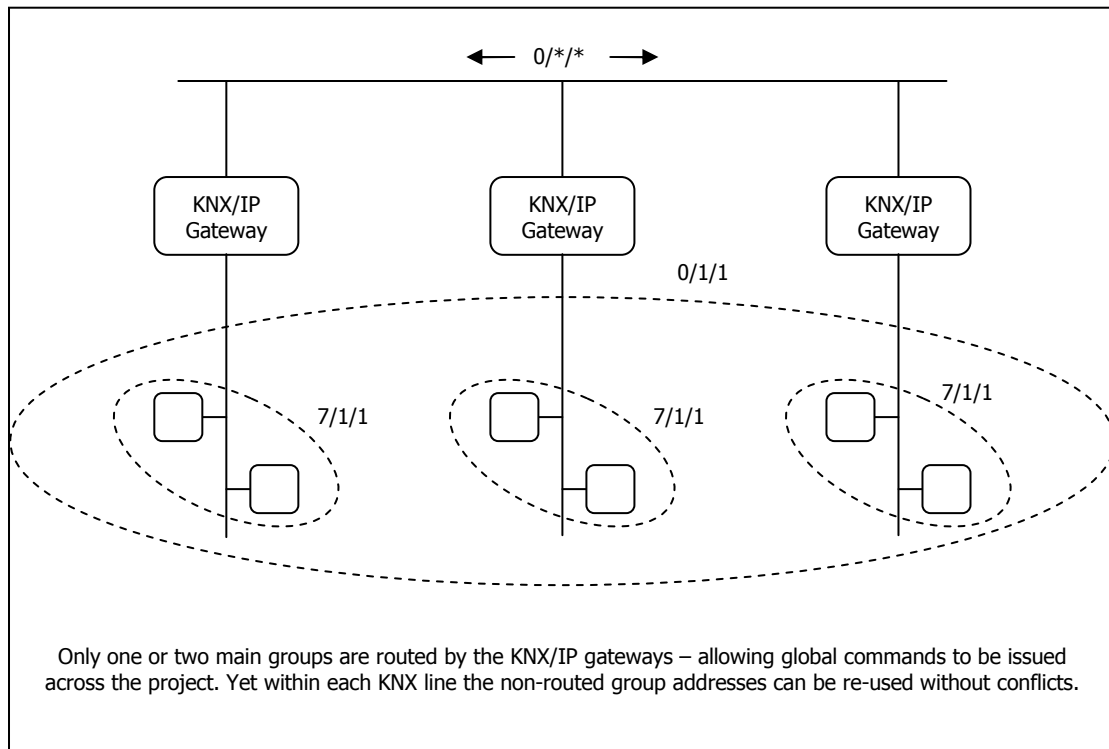 0/*/*
KNX/IP
Gateway
KNX/IP
Gateway
KNX/IP
Gateway
0/1/1
7/1/1
7/1/1
7/1/1
Only one or two main groups are routed by the KNX/IP gateways – allowing global commands to be issued
across the project. Yet within each KNX line the non-routed group addresses can be re-used without conflicts.